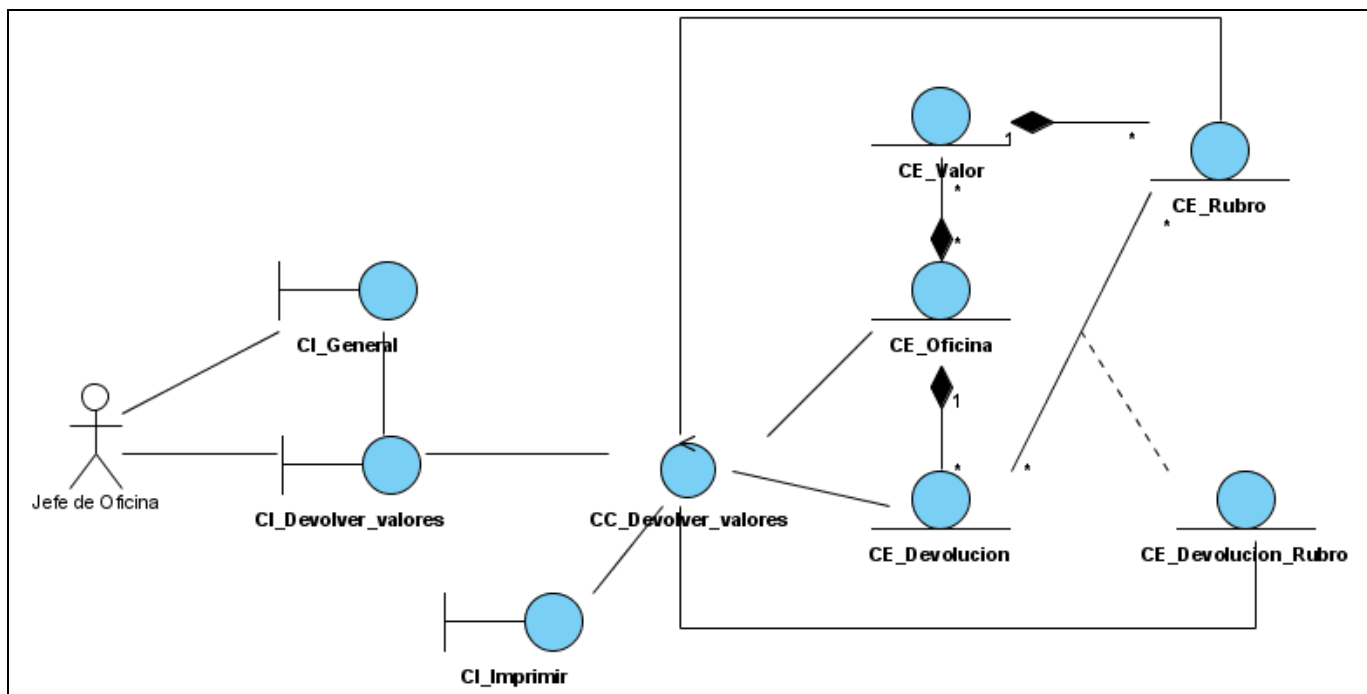 1
*
CE_Valor
*
CE_Rubro
*
*
CI_General
CE_Oficina
1
Jefe de Oficina
*
*
CI_Devolver_valores
CC_Devolver_valores
CE_Devolucion
CE_Devolucion_Rubro
CI_Imprimir